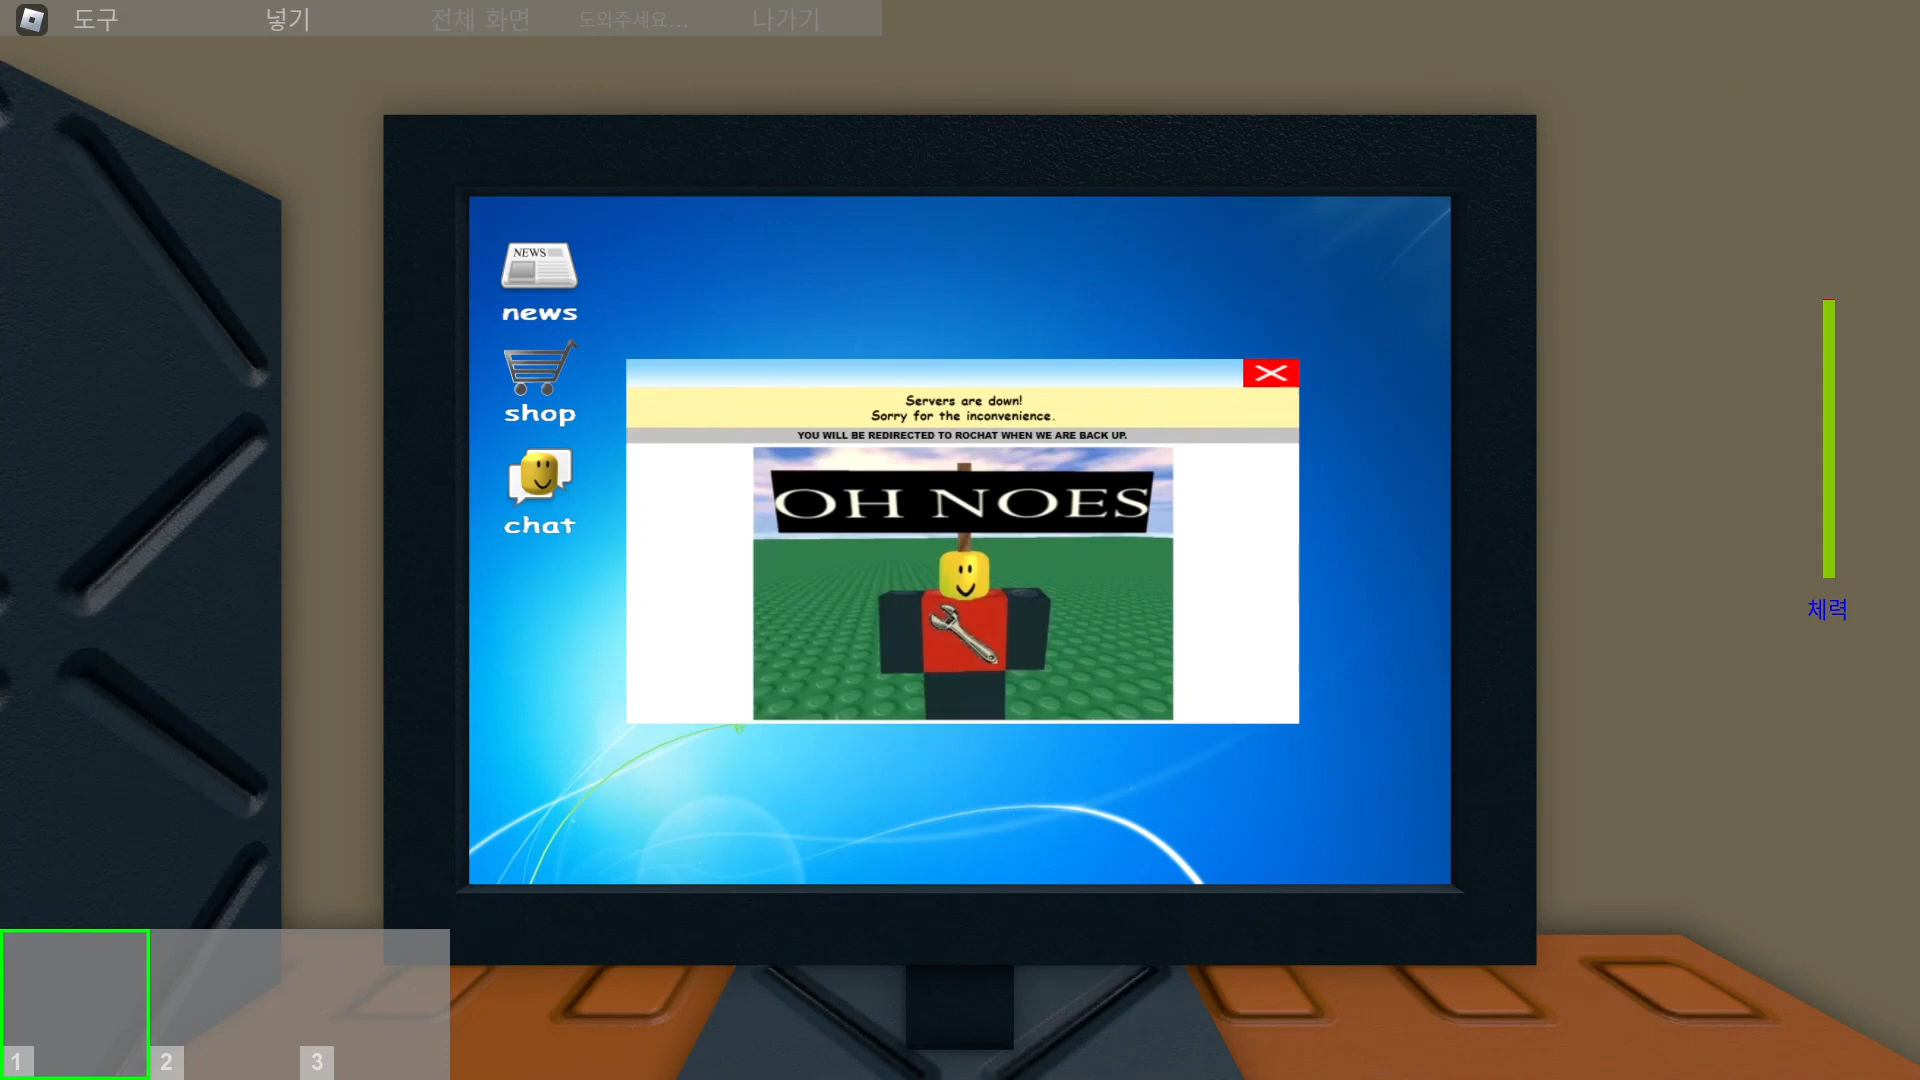 도구 넣기 전체 화면 도와주세요... 나가기
NEWS
news
shop
chat
Servers are down!
Sorry for the inconvenience.
YOU WILL BE REDIRECTED TO ROCHAT WHEN WE ARE BACK UP.
OH NOES
체력
1 2 3